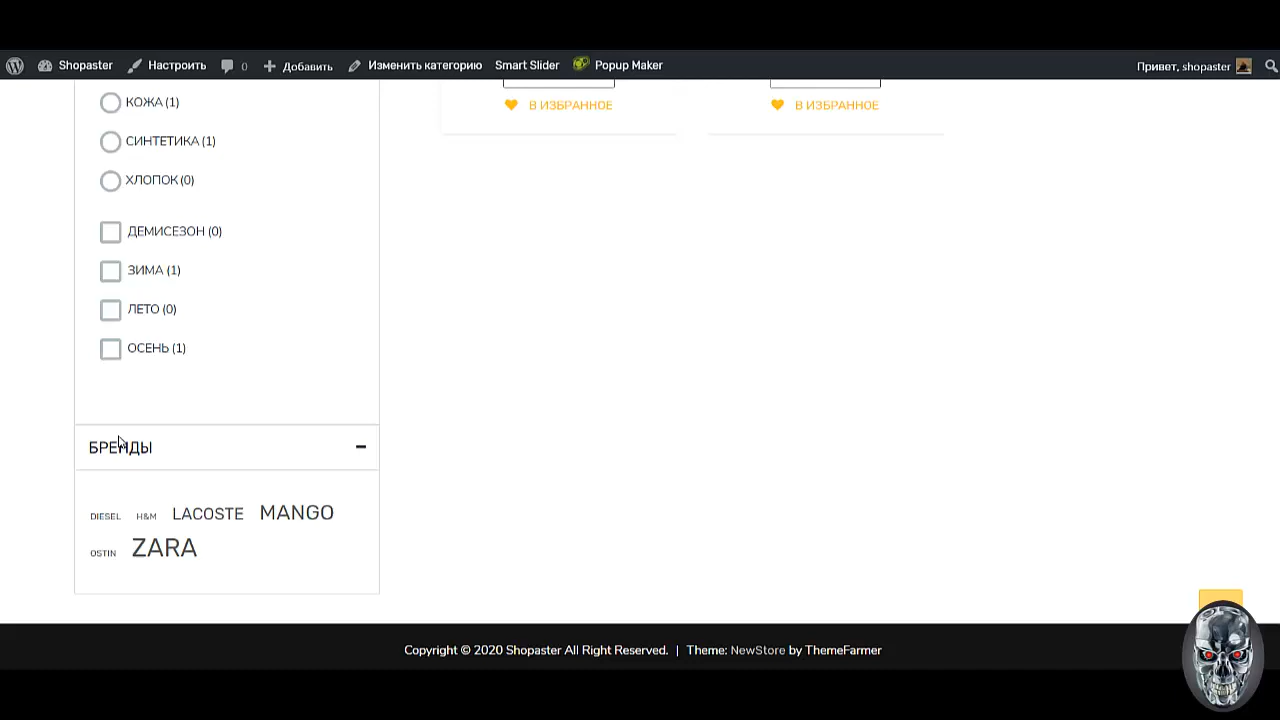 Shopaster Настроить 0 Добавить Изменить категорию Smart Slider Popup Maker Привет, shopaster
КОЖА (1)
В ИЗБРАННОЕ В ИЗБРАННОЕ
СИНТЕТИКА (1)
ХЛОПОК (0)
ДЕМИСЕЗОН (0)
ЗИМА (1)
ЛЕТО (0)
ОСЕНЬ (1)
БРЕНДЫ
DIESEL H&M LACOSTE MANGO
OSTIN ZARA
Copyright © 2020 Shopaster All Right Reserved. | Theme: NewStore by ThemeFarmer